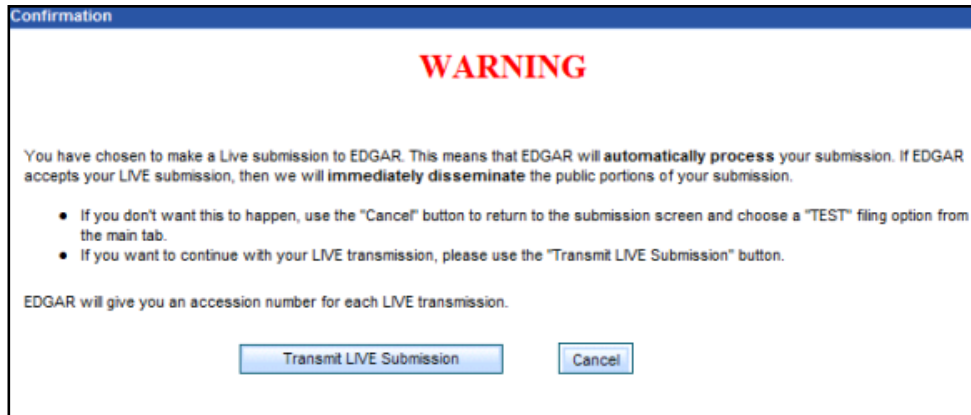 Confirmation
WARNING
You have chosen to make a Live submission to EDGAR. This means that EDGAR will automatically process your submission. If EDGAR
accepts your LIVE submission, then we will immediately disseminate the public portions of your submission.
● If you don't want this to happen, use the "Cancel" button to return to the submission screen and choose a "TEST" filing option from
the main tab.
● If you want to continue with your LIVE transmission, please use the "Transmit LIVE Submission" button.
EDGAR will give you an accession number for each LIVE transmission.
Transmit LIVE Submission Cancel